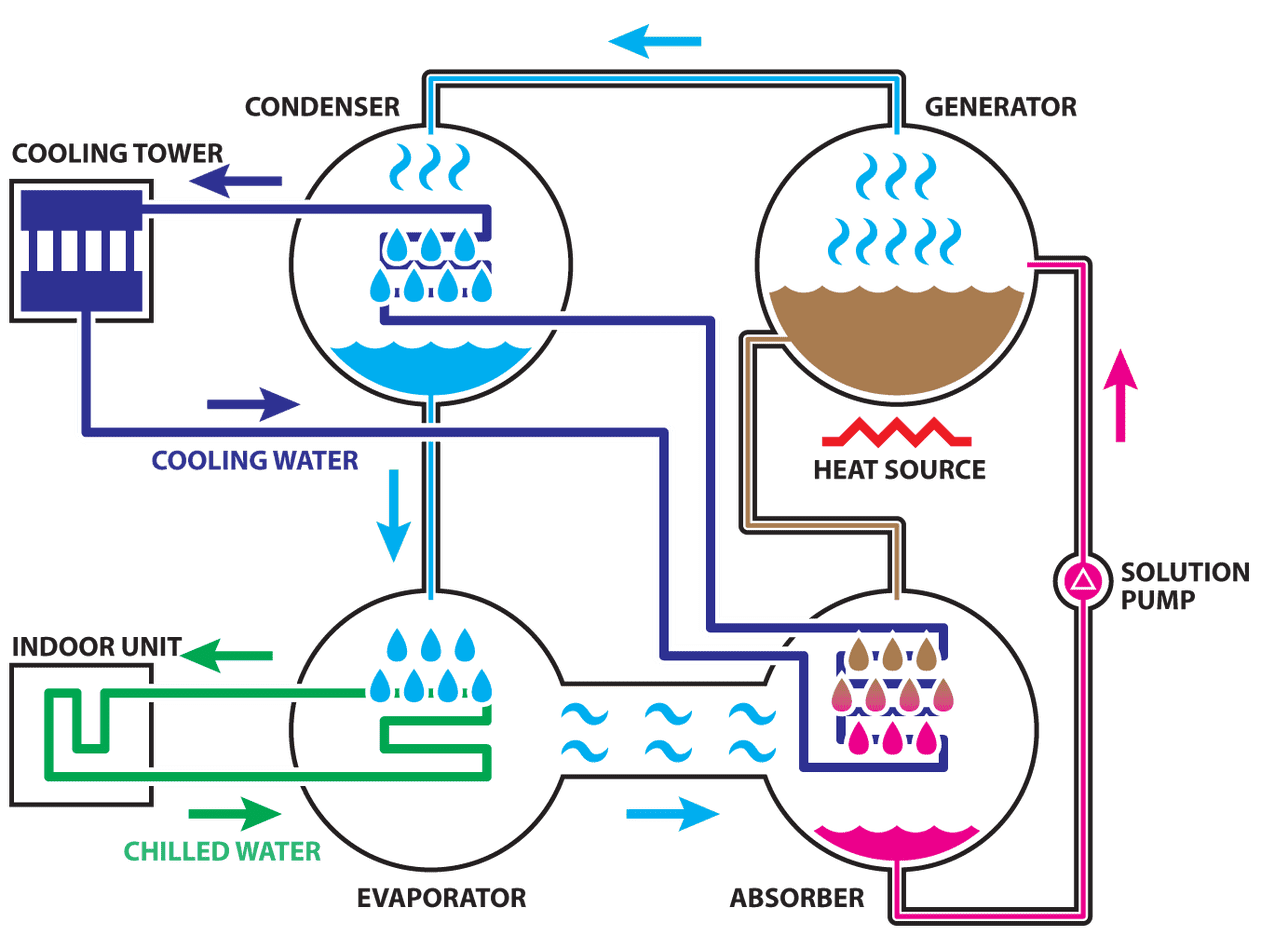 CONDENSER
GENERATOR
COOLING TOWER
COOLING WATER
HEAT SOURCE
SOLUTION
PUMP
INDOOR UNIT
CHILLED WATER
EVAPORATOR
ABSORBER